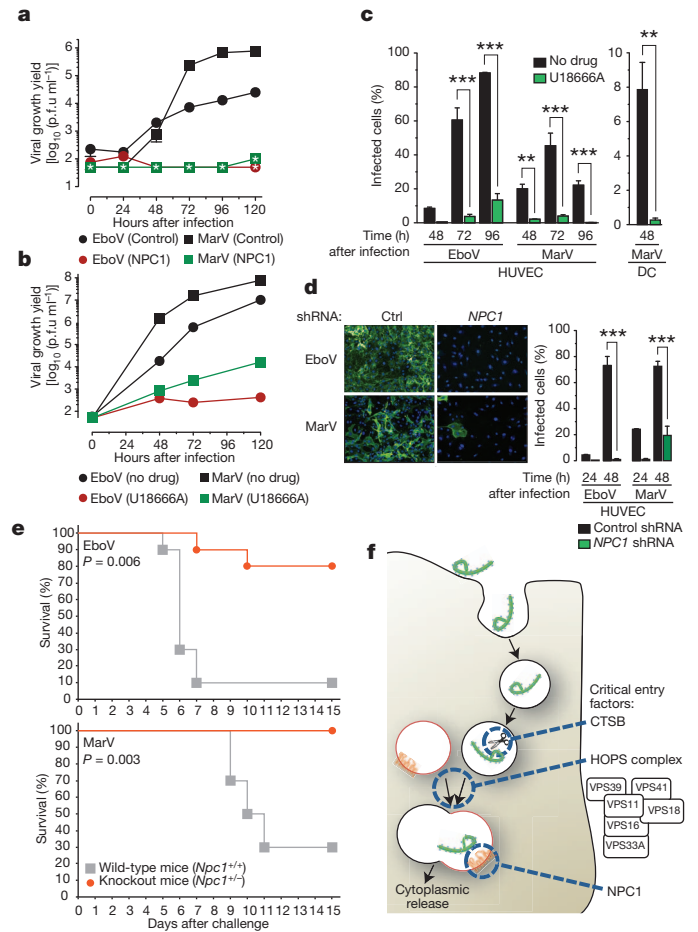 a
Viral growth yield
[log10 (p.f.u ml−1)]
6
5
4
3
2
1
0 24 48 72 96 120
Hours after infection
EboV (Control) MarV (Control)
EboV (NPC1) MarV (NPC1)
b
Viral growth yield
[log10 (p.f.u ml−1)]
8
7
6
5
4
3
2
0 24 48 72 96 120
Hours after infection
EboV (no drug) MarV (no drug)
EboV (U18666A) MarV (U18666A)
c
Infected cells (%)
100
80
60
40
20
0
No drug
U18666A
*** *** ** *** ***
Time (h) 48 72 96 48 72 96
after infection
EboV MarV
HUVEC
10
8
6
4
2
0
**
48
MarV
DC
d
shRNA: Ctrl NPC1
EboV
MarV
Infected cells (%)
100
80
60
40
20
0
*** ***
Time (h) 24 48 24 48
after infection
EboV MarV
HUVEC
Control shRNA
NPC1 shRNA
e
Survival (%)
100
90
80
70
60
50
40
30
20
10
0
EboV
P = 0.006
0 1 2 3 4 5 6 7 8 9 10 11 12 13 14 15
Survival (%)
100
90
80
70
60
50
40
30
20
10
0
MarV
P = 0.003
Wild-type mice (Npc1+/+)
Knockout mice (Npc1+/−)
0 1 2 3 4 5 6 7 8 9 10 11 12 13 14 15
Days after challenge
f
Critical entry
factors:
CTSB
HOPS complex
VPS39 VPS41
VPS11 VPS18
VPS16
VPS33A
NPC1
Cytoplasmic
release